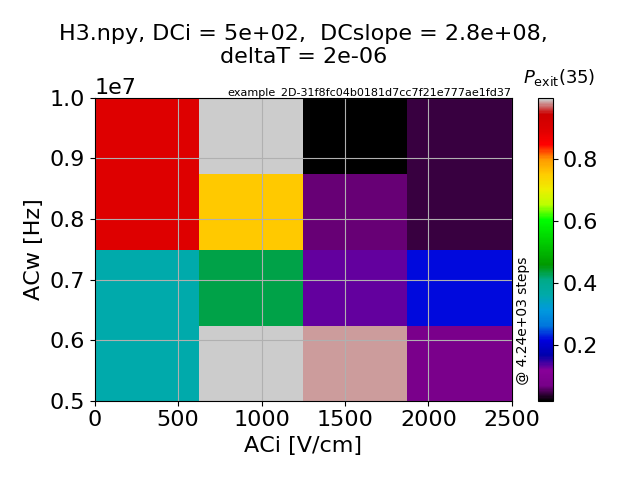 H3.npy, DCi = 5e+02,  DCslope = 2.8e+08,
deltaT = 2e-06
1e7
example_2D-31f8fc04b0181d7cc7f21e777ae1fd37
P_exit(35)
1.0
0.9
0.8
0.7
0.6
0.5
ACw [Hz]
0
500
1000
1500
2000
2500
ACi [V/cm]
@ 4.24e+03 steps
0.8
0.6
0.4
0.2